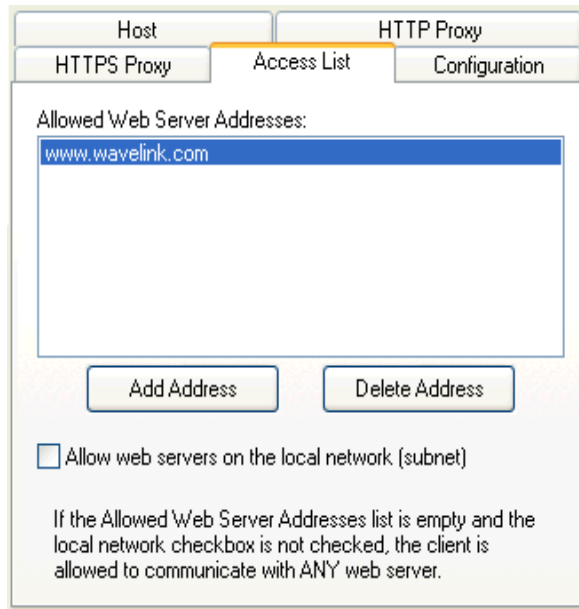 Host
HTTP Proxy
HTTPS Proxy
Access List
Configuration
Allowed Web Server Addresses:
www.wavelink.com
Add Address
Delete Address
Allow web servers on the local network (subnet)
If the Allowed Web Server Addresses list is empty and the
local network checkbox is not checked, the client is
allowed to communicate with ANY web server.